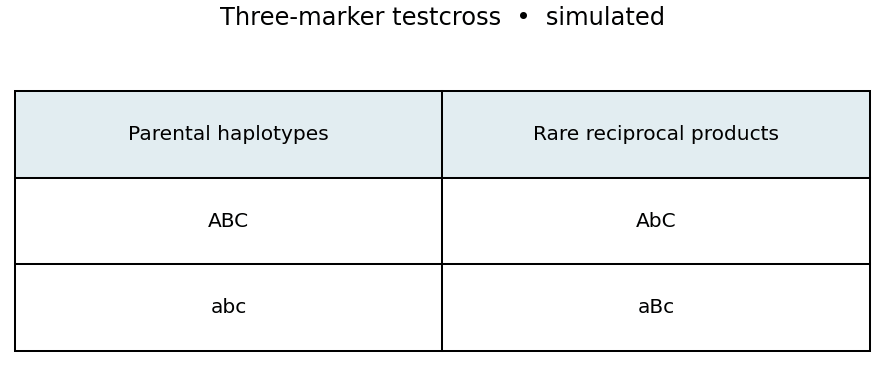 Three-marker testcross • simulated
Parental haplotypes Rare reciprocal products
ABC AbC
abc aBc